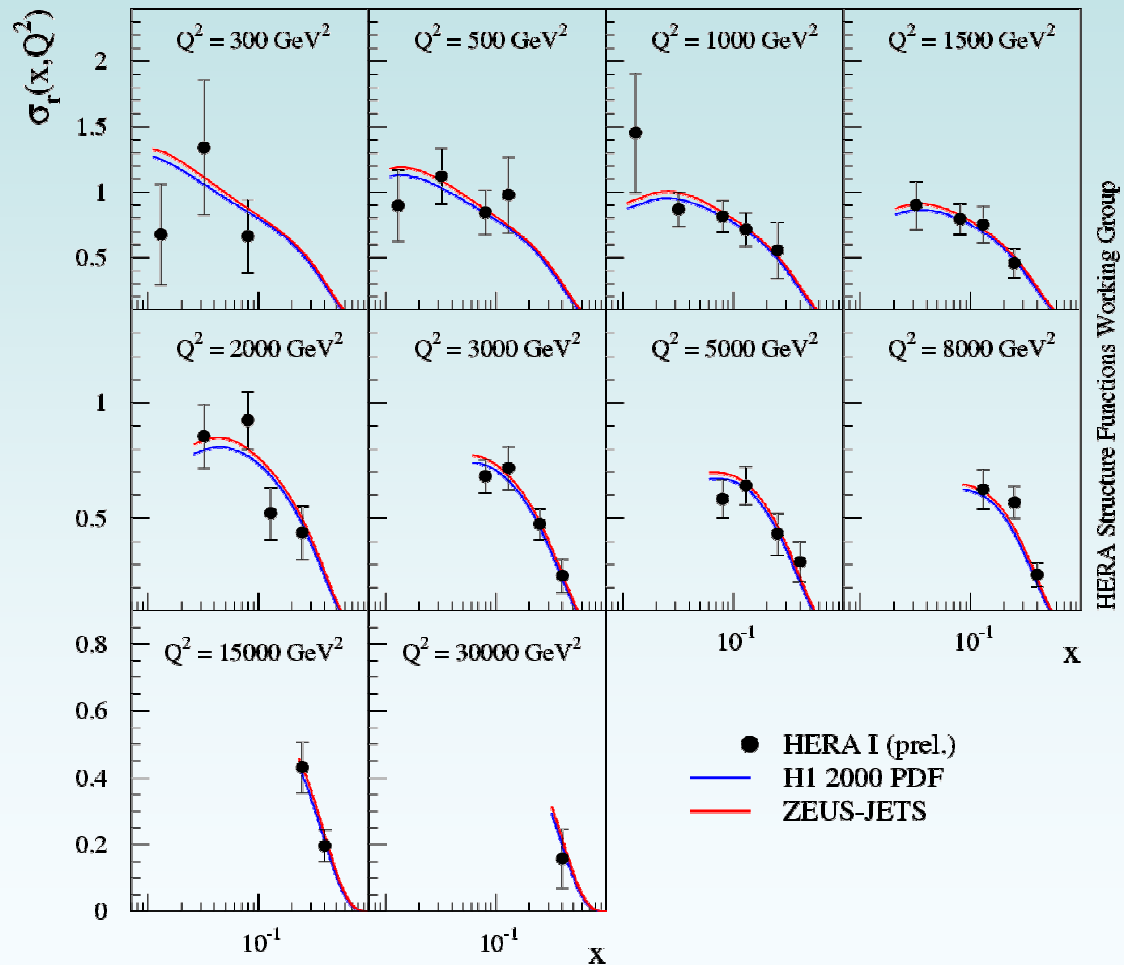 σr(x,Q²)
Q² = 300 GeV²
Q² = 500 GeV²
Q² = 1000 GeV²
Q² = 1500 GeV²
2
1.5
1
0.5
Q² = 2000 GeV²
Q² = 3000 GeV²
Q² = 5000 GeV²
Q² = 8000 GeV²
1
0.5
10⁻¹
10⁻¹
x
Q² = 15000 GeV²
Q² = 30000 GeV²
0.8
0.6
0.4
0.2
0
10⁻¹
10⁻¹
x
HERA I (prel.)
H1 2000 PDF
ZEUS-JETS
HERA Structure Functions Working Group